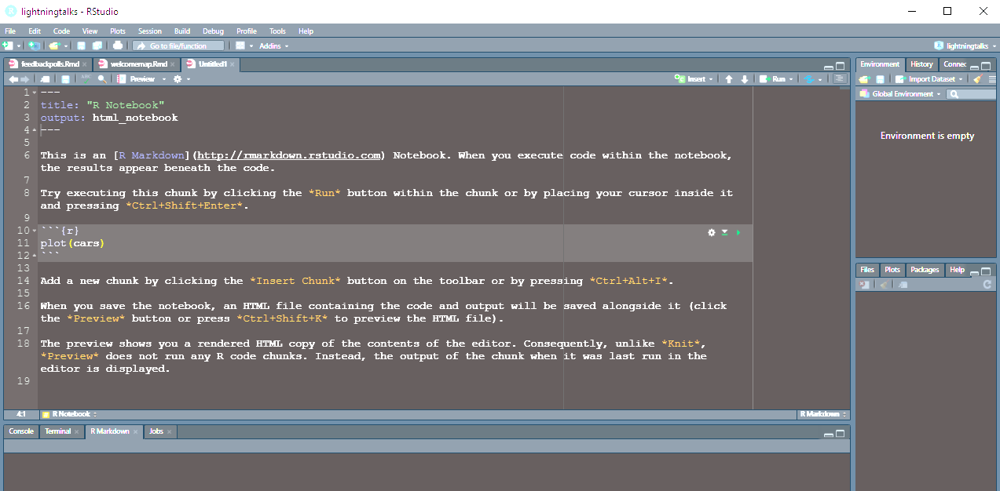 lightningtalks - RStudio
File Edit Code View Plots Session Build Debug Profile Tools Help
Go to file/function Addins lightningtalks
feedbackpolls.Rmd welcomemap.Rmd Untitled1
Environment History Connec
ABC Preview Insert Run
Import Dataset
Global Environment
Environment is empty
1 ---
2 title: "R Notebook"
3 output: html_notebook
4 ---
5
6 This is an [R Markdown](http://rmarkdown.rstudio.com) Notebook. When you execute code within the notebook,
the results appear beneath the code.
7
8 Try executing this chunk by clicking the *Run* button within the chunk or by placing your cursor inside it
and pressing *Ctrl+Shift+Enter*.
9
10 ```{r}
11 plot(cars)
12 ```
13
14 Add a new chunk by clicking the *Insert Chunk* button on the toolbar or by pressing *Ctrl+Alt+I*.
15
16 When you save the notebook, an HTML file containing the code and output will be saved alongside it (click
the *Preview* button or press *Ctrl+Shift+K* to preview the HTML file).
17
18 The preview shows you a rendered HTML copy of the contents of the editor. Consequently, unlike *Knit*,
*Preview* does not run any R code chunks. Instead, the output of the chunk when it was last run in the
editor is displayed.
19
4:1 R Notebook R Markdown
Console Terminal R Markdown Jobs
Files Plots Packages Help